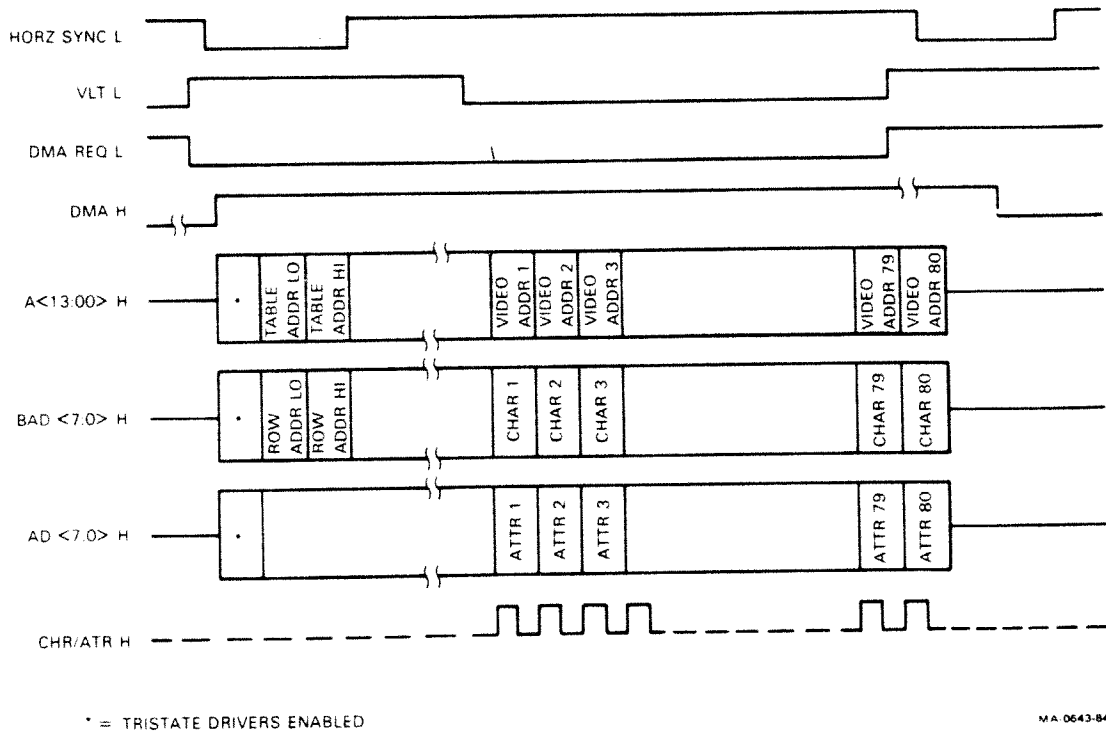 HORZ SYNC L
VLT L
DMA REQ L
DMA H
A<13:00> H
*
TABLE
ADDR LO
TABLE
ADDR HI
VIDEO
ADDR 1
VIDEO
ADDR 2
VIDEO
ADDR 3
VIDEO
ADDR 79
VIDEO
ADDR 80
BAD <7:0> H
*
ROW
ADDR LO
ROW
ADDR HI
CHAR 1
CHAR 2
CHAR 3
CHAR 79
CHAR 80
AD <7:0> H
*
ATTR 1
ATTR 2
ATTR 3
ATTR 79
ATTR 80
CHR/ATR H
* = TRISTATE DRIVERS ENABLED
MA-0643-84